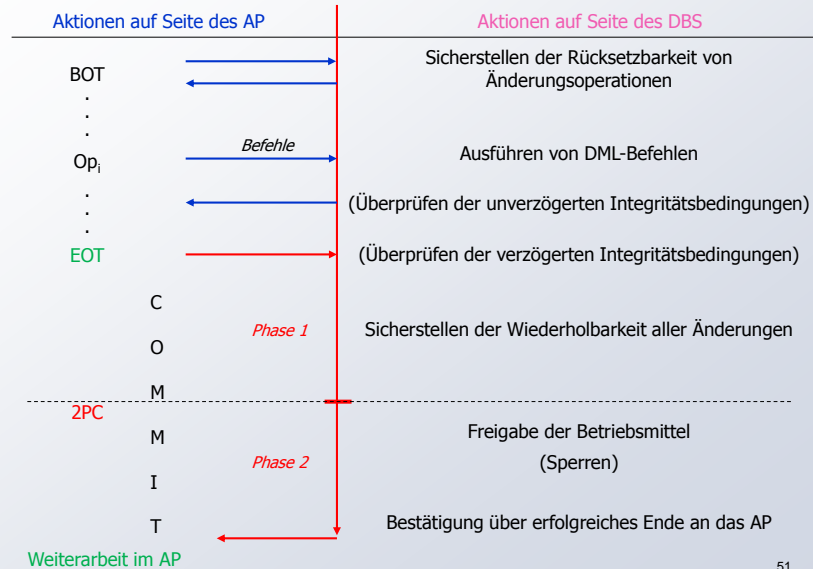 Aktionen auf Seite des AP
Aktionen auf Seite des DBS
BOT
Sicherstellen der Rücksetzbarkeit von
Änderungsoperationen
.
.
.
Befehle
Opi
Ausführen von DML-Befehlen
.
.
.
(Überprüfen der unverzögerten Integritätsbedingungen)
EOT
(Überprüfen der verzögerten Integritätsbedingungen)
C
O
Phase 1
Sicherstellen der Wiederholbarkeit aller Änderungen
M
2PC
M
Freigabe der Betriebsmittel
Phase 2
(Sperren)
I
T
Bestätigung über erfolgreiches Ende an das AP
Weiterarbeit im AP
51